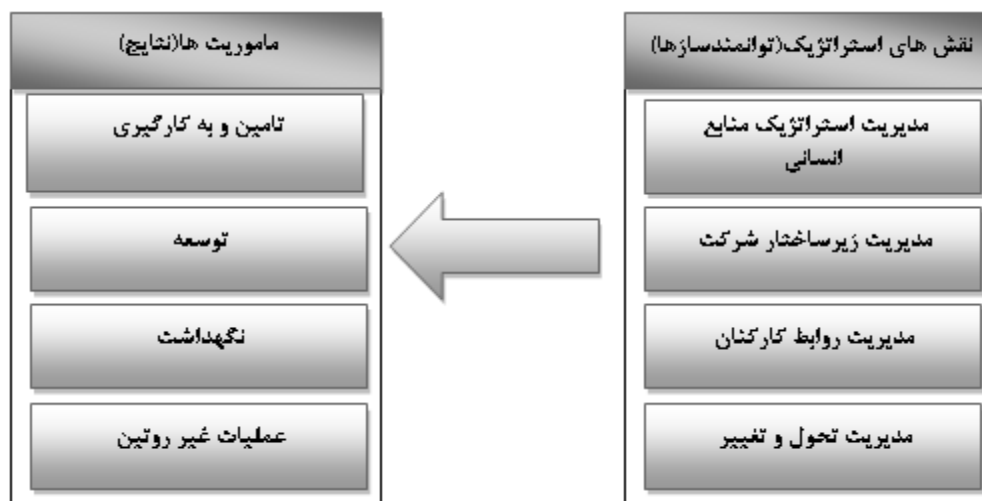 نقش های استراتژیک(توانمندسازها)
مدیریت استراتژیک منابع
انسانی
مدیریت زیرساختار شرکت
مدیریت روابط کارکنان
مدیریت تحول و تغییر
ماموریت ها(نتایج)
تامین و به کارگیری
توسعه
نگهداشت
عملیات غیر روتین